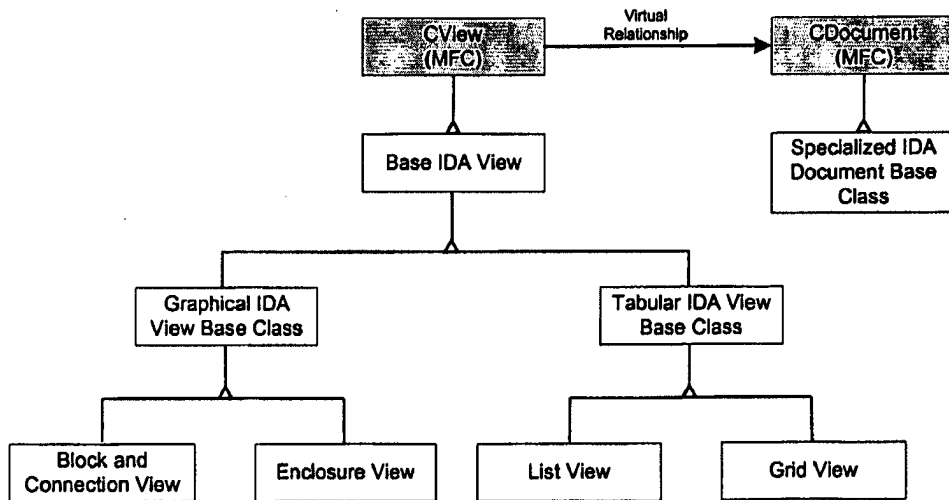 CView
(MFC)
Virtual
Relationship
CDocument
(MFC)
Base IDA View
Specialized IDA
Document Base
Class
Graphical IDA
View Base Class
Tabular IDA View
Base Class
Block and
Connection View
Enclosure View
List View
Grid View